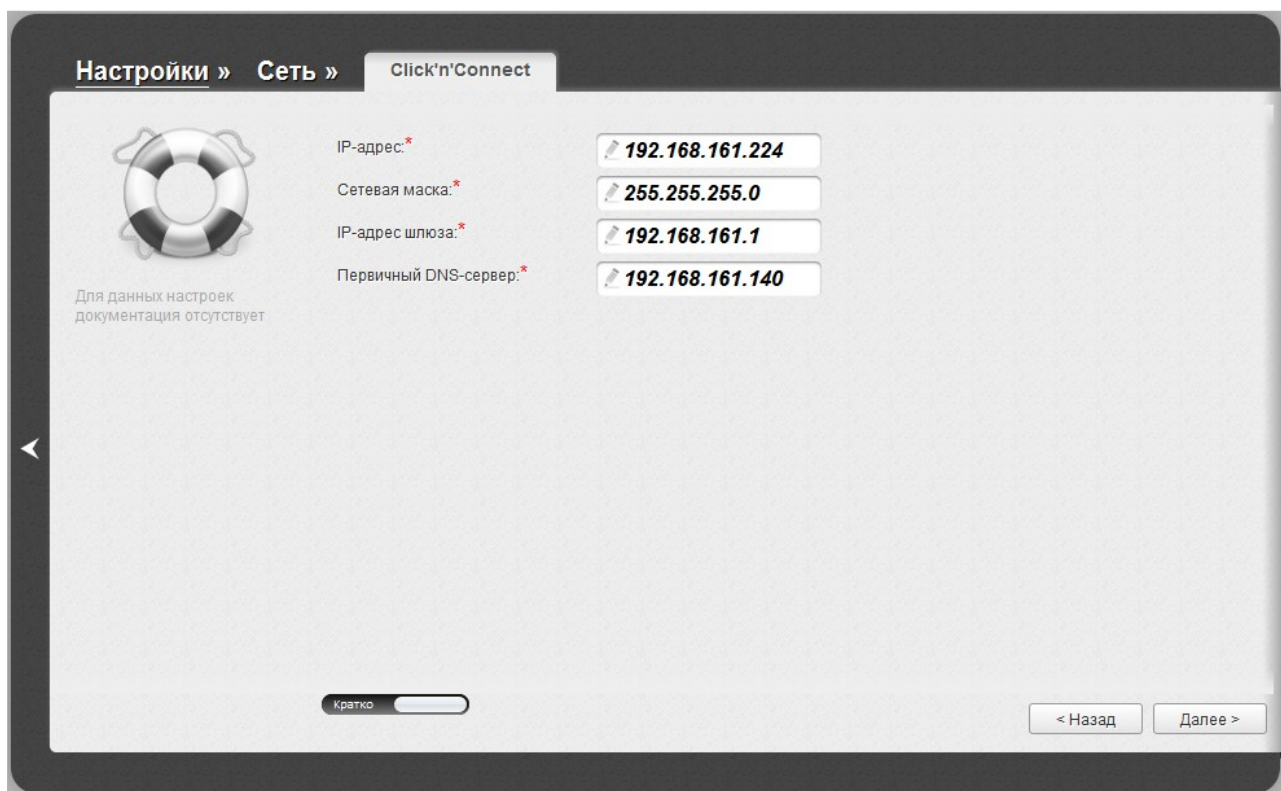 Настройки » Сеть » Click'n'Connect
IP-адрес:* 192.168.161.224
Сетевая маска:* 255.255.255.0
IP-адрес шлюза:* 192.168.161.1
Первичный DNS-сервер:* 192.168.161.140
Для данных настроек
документация отсутствует
Кратко
< Назад Далее >